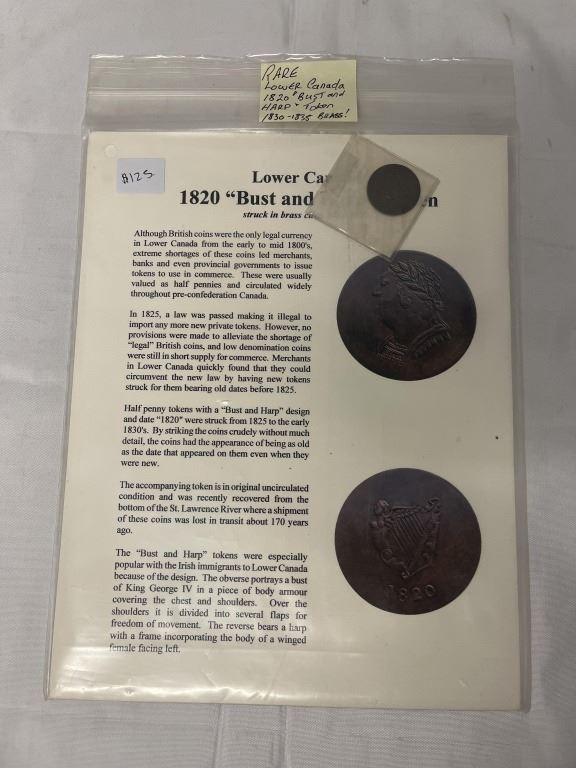 RARE
LOWER Canada
1820 "BUST and
HARP" Token
1830-1835 BRASS!
$125
Lower Ca
1820 "Bust and
struck in brass
Although British coins were the only legal currency
in Lower Canada from the early to mid 1800's,
extreme shortages of these coins led merchants,
banks and even provincial governments to issue
tokens to use in commerce. These were usually
valued as half pennies and circulated widely
throughout pre-confederation Canada.
In 1825, a law was passed making it illegal to
import any more new private tokens. However, no
provisions were made to alleviate the shortage of
"legal" British coins, and low denomination coins
were still in short supply for commerce. Merchants
in Lower Canada quickly found that they could
circumvent the new law by having new tokens
struck for them bearing old dates before 1825.
Half penny tokens with a "Bust and Harp" design
and date "1820" were struck from 1825 to the early
1830's. By striking the coins crudely without much
detail, the coins had the appearance of being as old
as the date that appeared on them even when they
were new.
The accompanying token is in original uncirculated
condition and was recently recovered from the
bottom of the St. Lawrence River where a shipment
of these coins was lost in transit about 170 years
ago.
The "Bust and Harp" tokens were especially
popular with the Irish immigrants to Lower Canada
because of the design. The obverse portrays a bust
of King George IV in a piece of body armour
covering the chest and shoulders. Over the
shoulders it is divided into several flaps for
freedom of movement. The reverse bears a harp
with a frame incorporating the body of a winged
female facing left.
1820